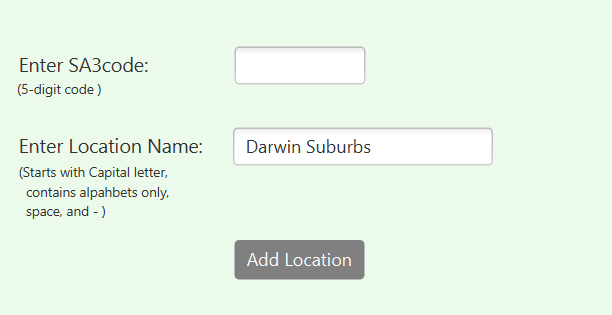 Enter SA3code:
(5-digit code )
Enter Location Name:
Darwin Suburbs
(Starts with Capital letter,
contains alpahbets only,
space, and - )
Add Location